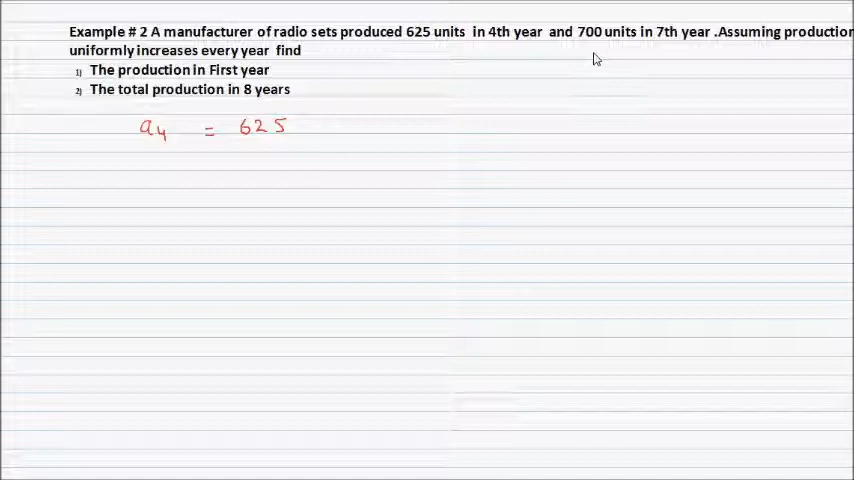 Example # 2 A manufacturer of radio sets produced 625 units in 4th year and 700 units in 7th year .Assuming production
uniformly increases every year find
1) The production in First year
2) The total production in 8 years
a₄ = 625